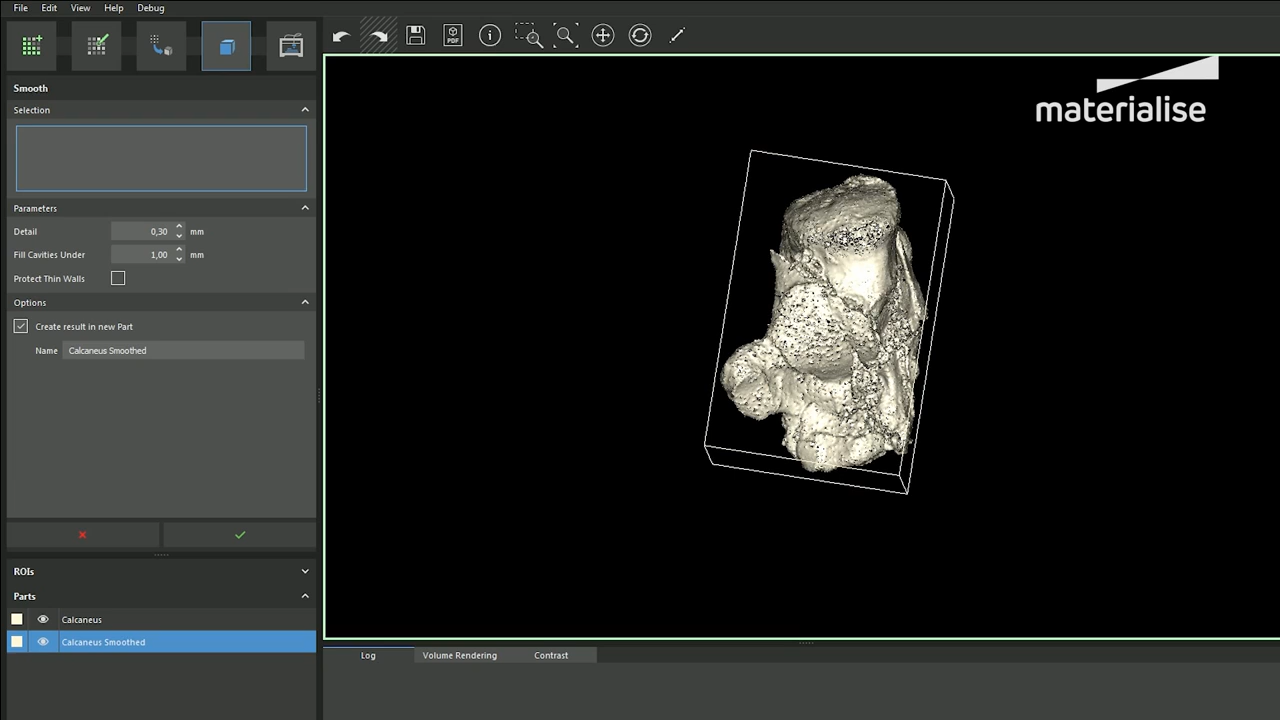 File Edit View Help Debug
PDF
materialise
Smooth
Selection
Parameters
Detail 0,30 mm
Fill Cavities Under 1,00 mm
Protect Thin Walls
Options
Create result in new Part
Name Calcaneus Smoothed
ROIs
Parts
Calcaneus
Calcaneus Smoothed
Log Volume Rendering Contrast